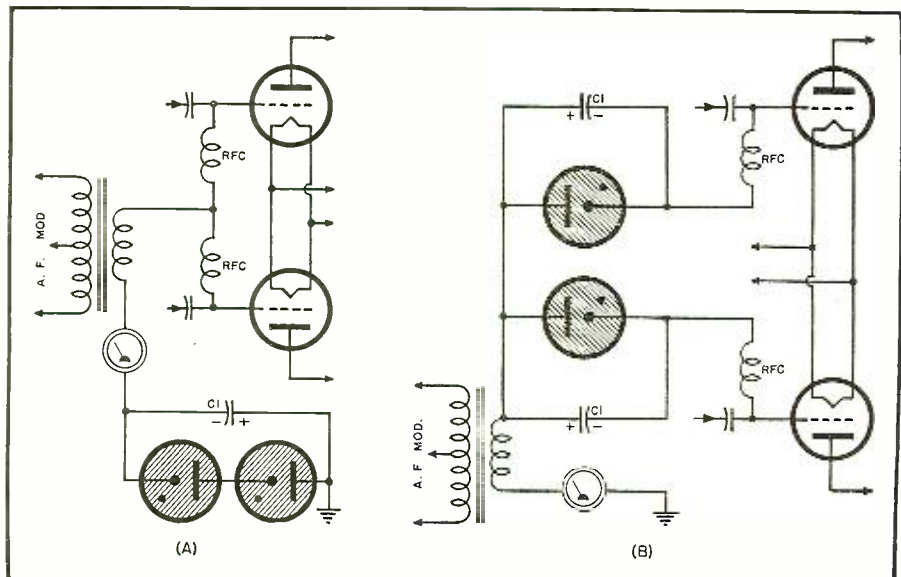 A. F. MOD
RFC
RFC
C1
- +
(A)
C1
+ -
RFC
RFC
C1
+ -
A. F. MOD.
(B)